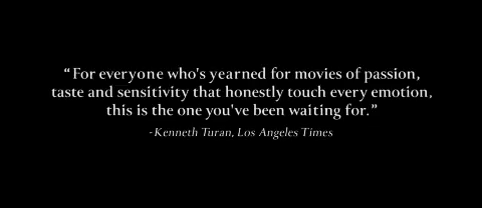 “For everyone who's yearned for movies of passion,
taste and sensitivity that honestly touch every emotion,
this is the one you've been waiting for.”
-Kenneth Turan, Los Angeles Times